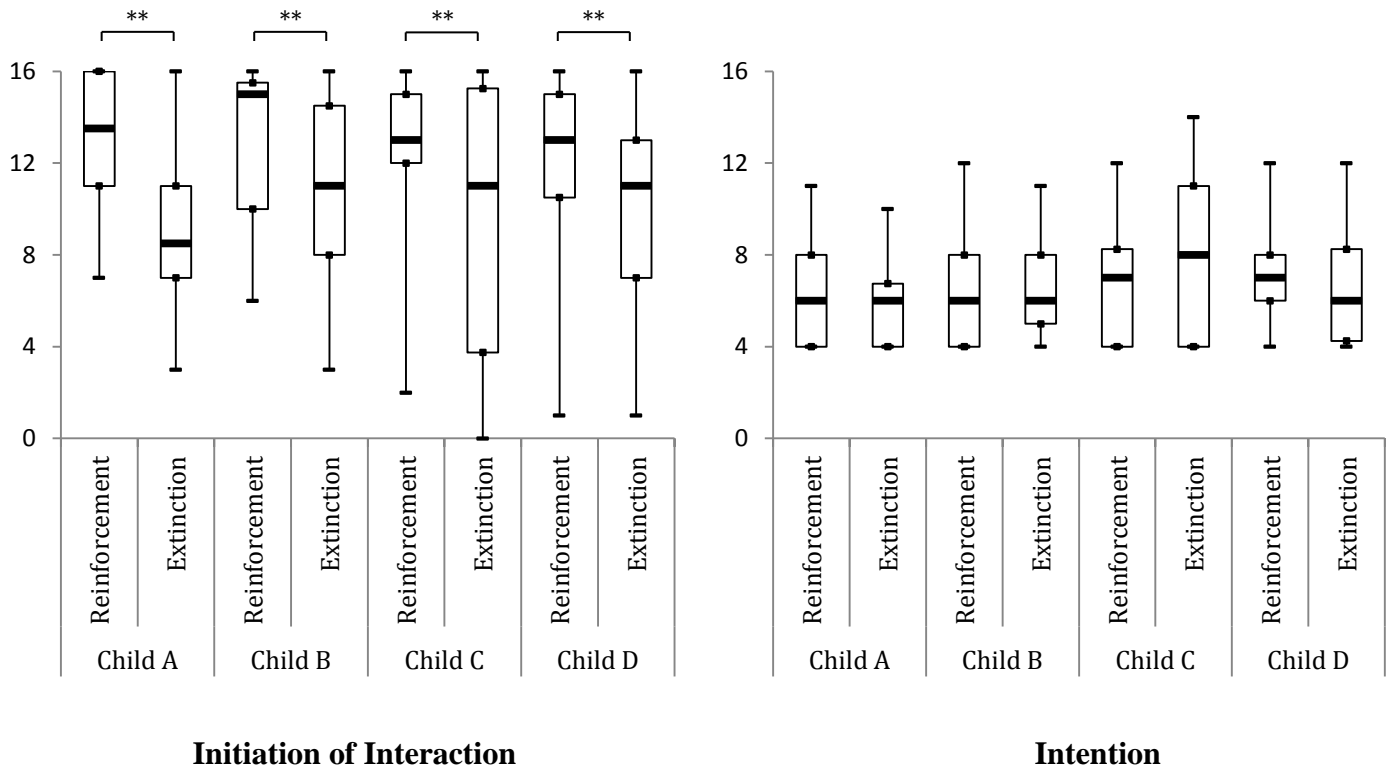 ** ** ** **
16
12
8
4
0
Reinforcement
Extinction
Reinforcement
Extinction
Reinforcement
Extinction
Reinforcement
Extinction
Child A Child B Child C Child D
Initiation of Interaction
16
12
8
4
0
Reinforcement
Extinction
Reinforcement
Extinction
Reinforcement
Extinction
Reinforcement
Extinction
Child A Child B Child C Child D
Intention